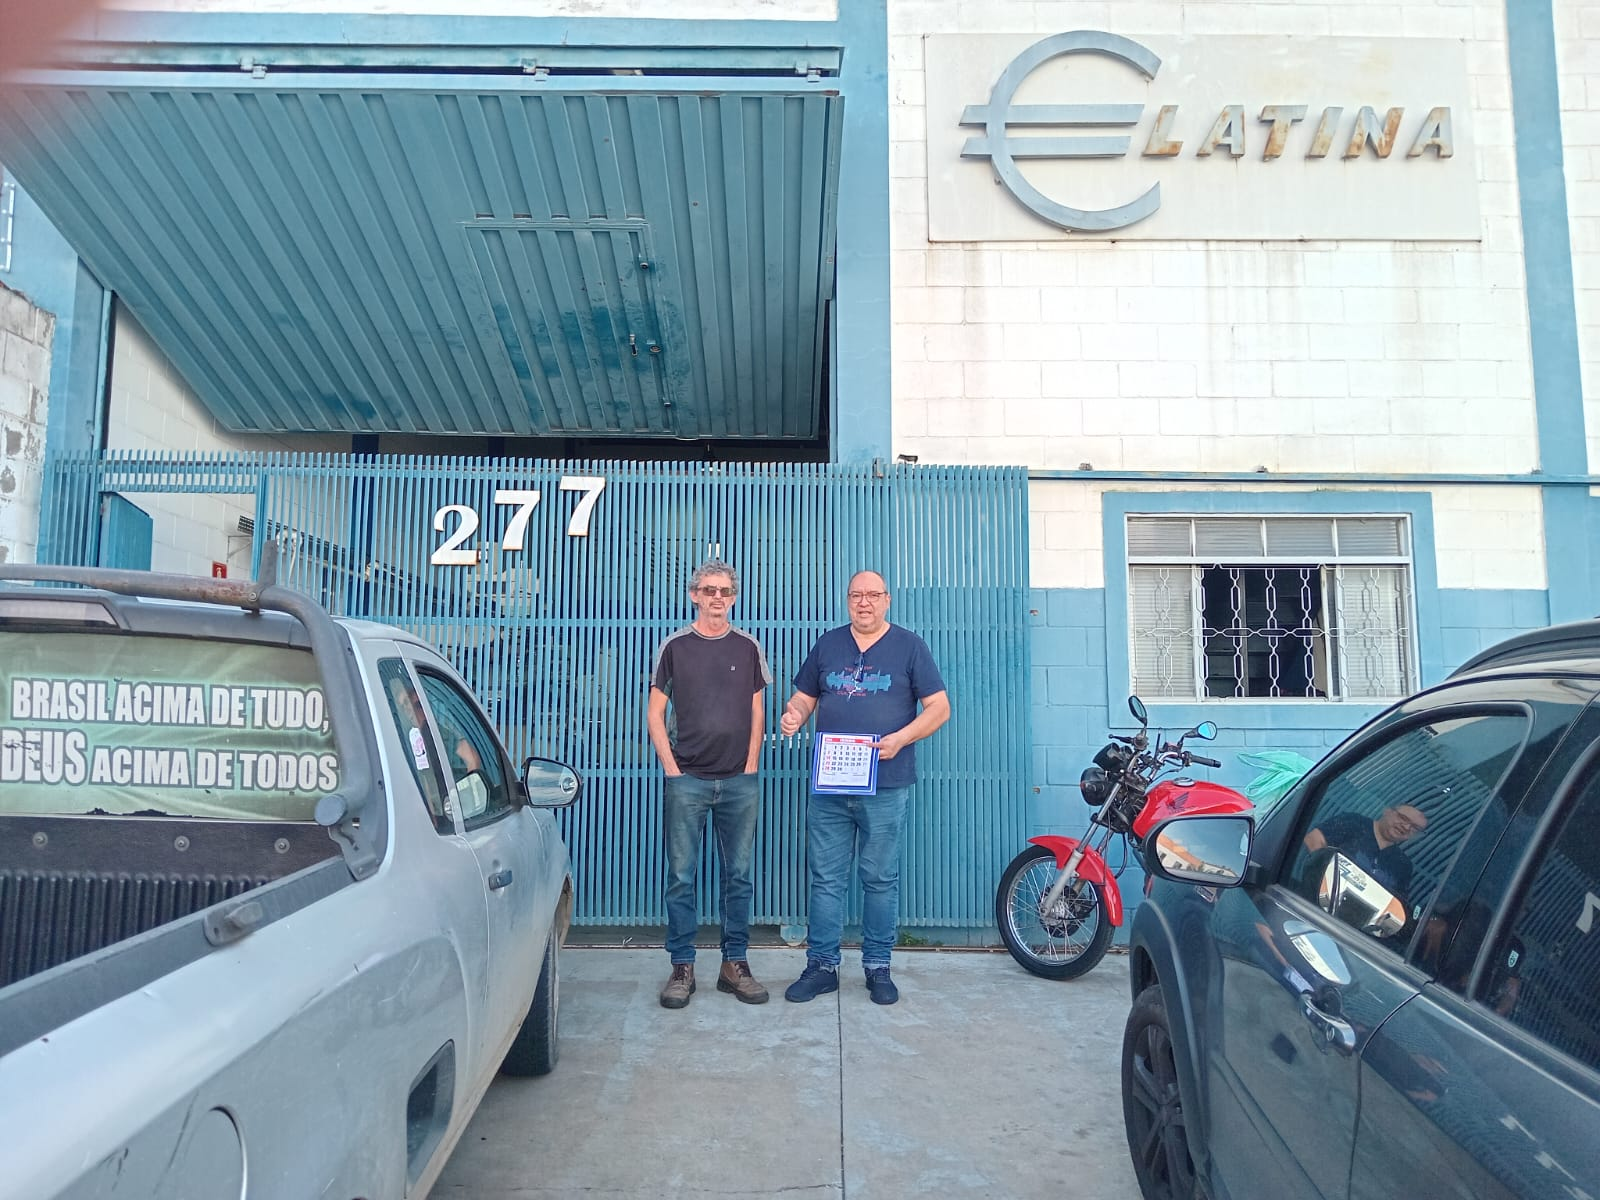 LATINA
277
BRASIL ACIMA DE TUDO,
DEUS ACIMA DE TODOS